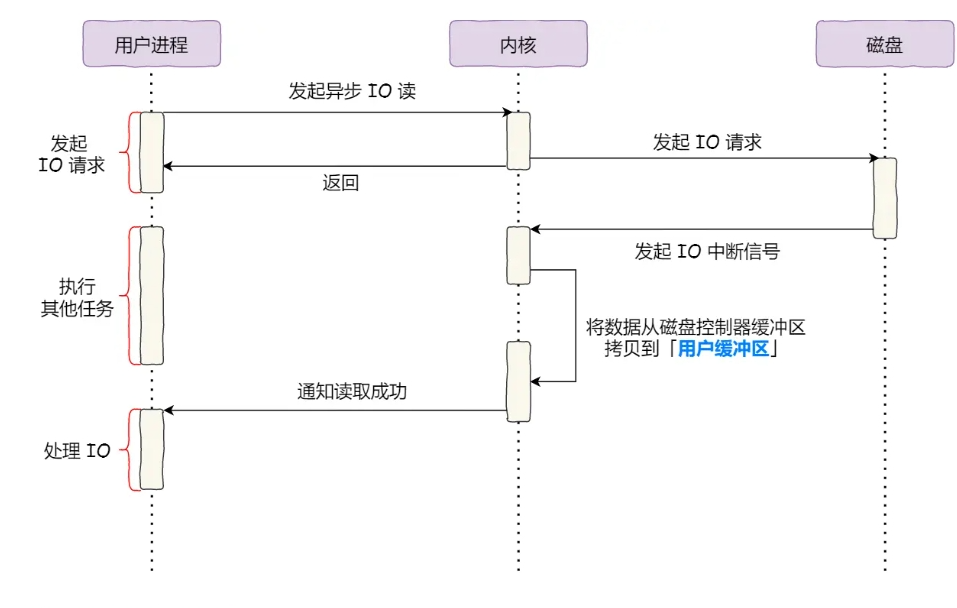 用户进程
内核
磁盘
发起异步 IO 读
发起
IO 请求
发起 IO 请求
返回
发起 IO 中断信号
执行
其他任务
将数据从磁盘控制器缓冲区
拷贝到「用户缓冲区」
通知读取成功
处理 IO